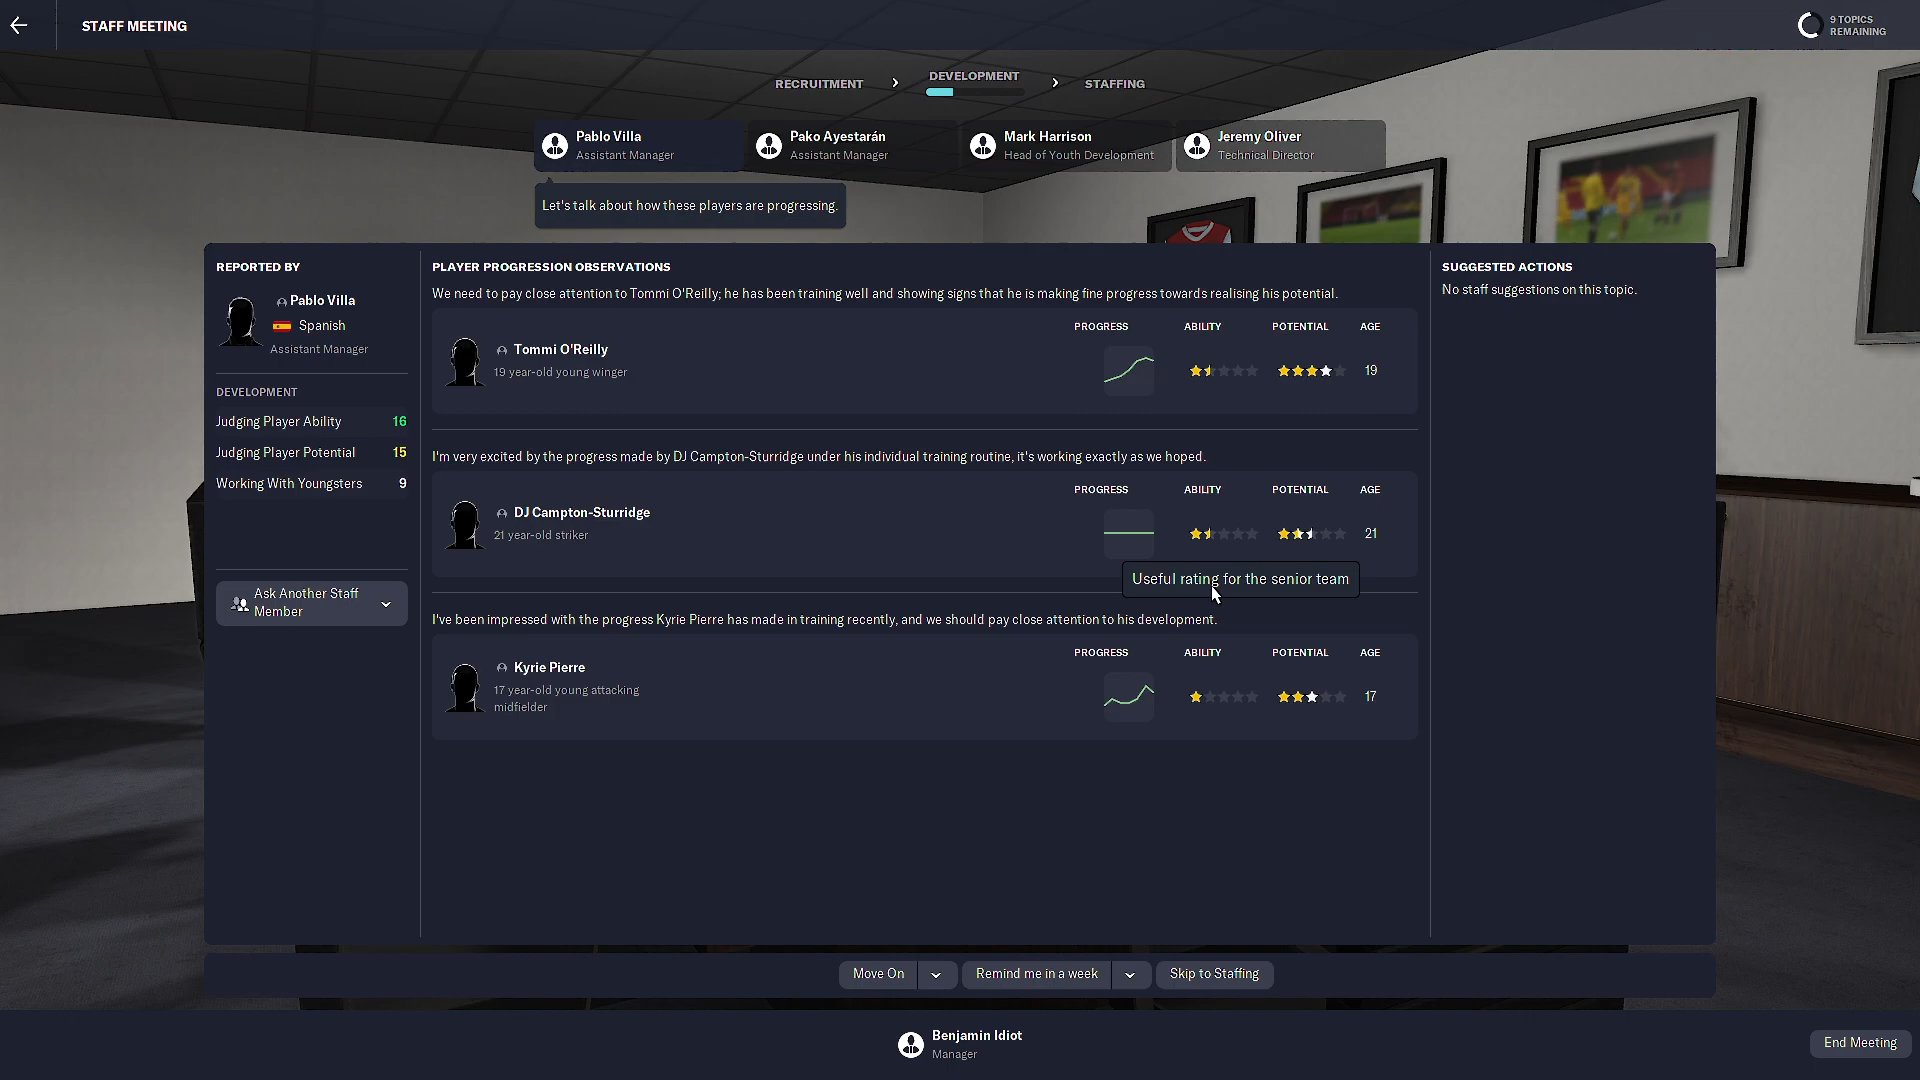 STAFF MEETING
9 TOPICS
REMAINING
RECRUITMENT
DEVELOPMENT
STAFFING
Pablo Villa
Assistant Manager
Pako Ayestarán
Assistant Manager
Mark Harrison
Head of Youth Development
Jeremy Oliver
Technical Director
Let's talk about how these players are progressing.
REPORTED BY
Pablo Villa
Spanish
Assistant Manager
DEVELOPMENT
Judging Player Ability 16
Judging Player Potential 15
Working With Youngsters 9
Ask Another Staff
Member
PLAYER PROGRESSION OBSERVATIONS
We need to pay close attention to Tommi O'Reilly; he has been training well and showing signs that he is making fine progress towards realising his potential.
PROGRESS ABILITY POTENTIAL AGE
Tommi O'Reilly
19 year-old young winger
19
I'm very excited by the progress made by DJ Campton-Sturridge under his individual training routine, it's working exactly as we hoped.
PROGRESS ABILITY POTENTIAL AGE
DJ Campton-Sturridge
21 year-old striker
21
Useful rating for the senior team
I've been impressed with the progress Kyrie Pierre has made in training recently, and we should pay close attention to his development.
PROGRESS ABILITY POTENTIAL AGE
Kyrie Pierre
17 year-old young attacking
midfielder
17
SUGGESTED ACTIONS
No staff suggestions on this topic.
Move On
Remind me in a week
Skip to Staffing
Benjamin Idiot
Manager
End Meeting